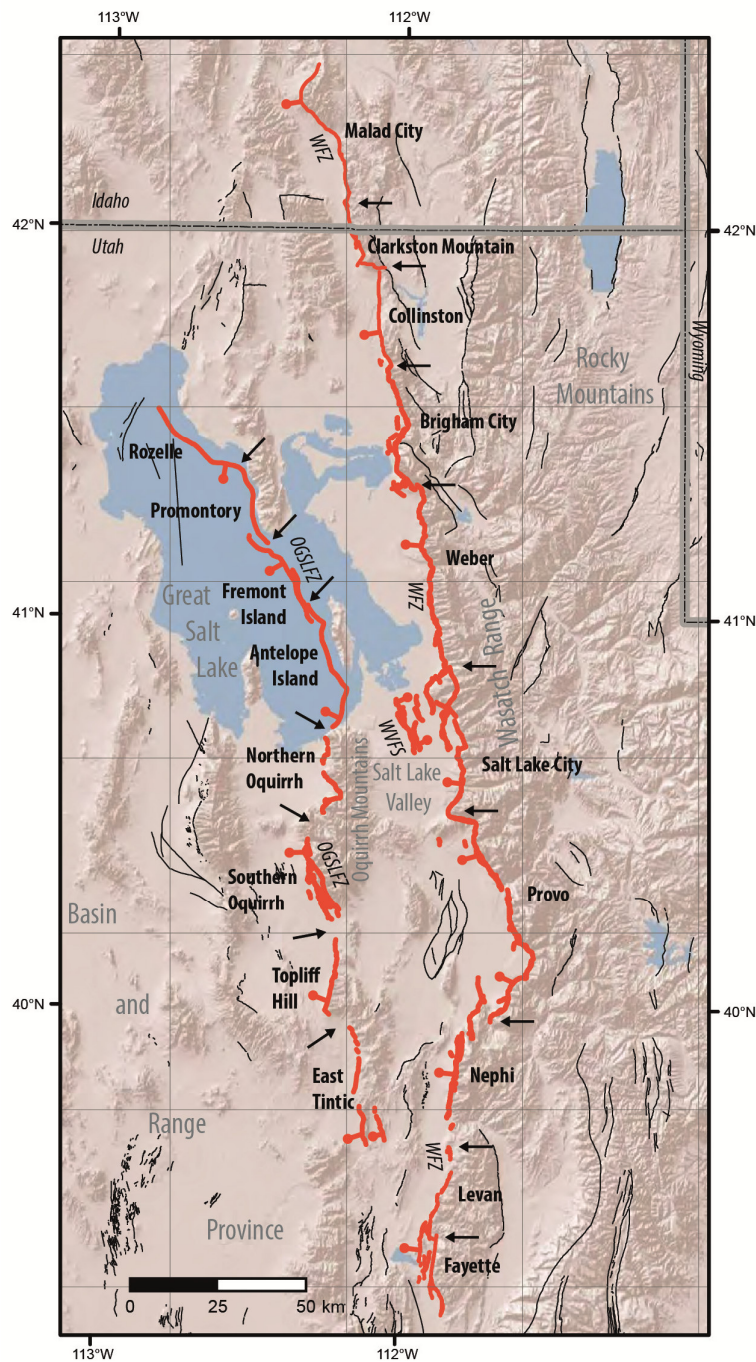 113°W
112°W
Malad City
WFZ
Idaho
42°N
42°N
Utah
Clarkston Mountain
Collinston
Wyoming
Rocky
Mountains
Brigham City
Rozelle
Promontory
OGSLFZ
Weber
WFZ
Fremont
Island
Great
Salt
Lake
41°N
41°N
Wasatch Range
Antelope
Island
WVFS
Northern
Oquirrh
Oquirrh Mountains
Salt Lake
Valley
Salt Lake City
OGSLFZ
Southern
Oquirrh
Provo
Basin
Topliff
Hill
and
40°N
40°N
East
Tintic
Nephi
Range
WFZ
Levan
Province
Fayette
0
25
50 km
113°W
112°W